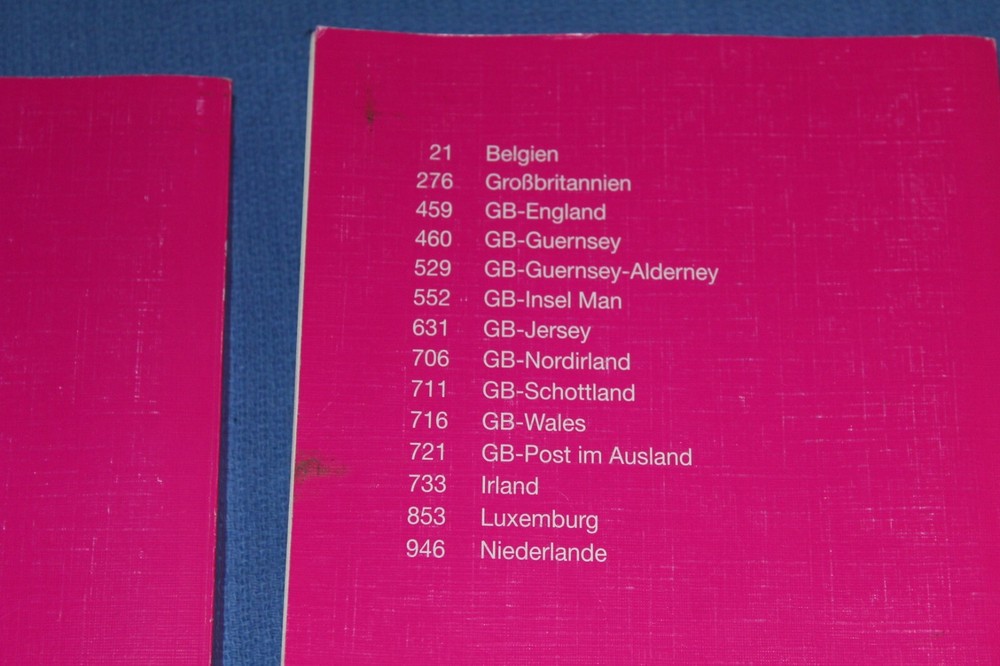 21 Belgien
276 Großbritannien
459 GB-England
460 GB-Guernsey
529 GB-Guernsey-Alderney
552 GB-Insel Man
631 GB-Jersey
706 GB-Nordirland
711 GB-Schottland
716 GB-Wales
721 GB-Post im Ausland
733 Irland
853 Luxemburg
946 Niederlande